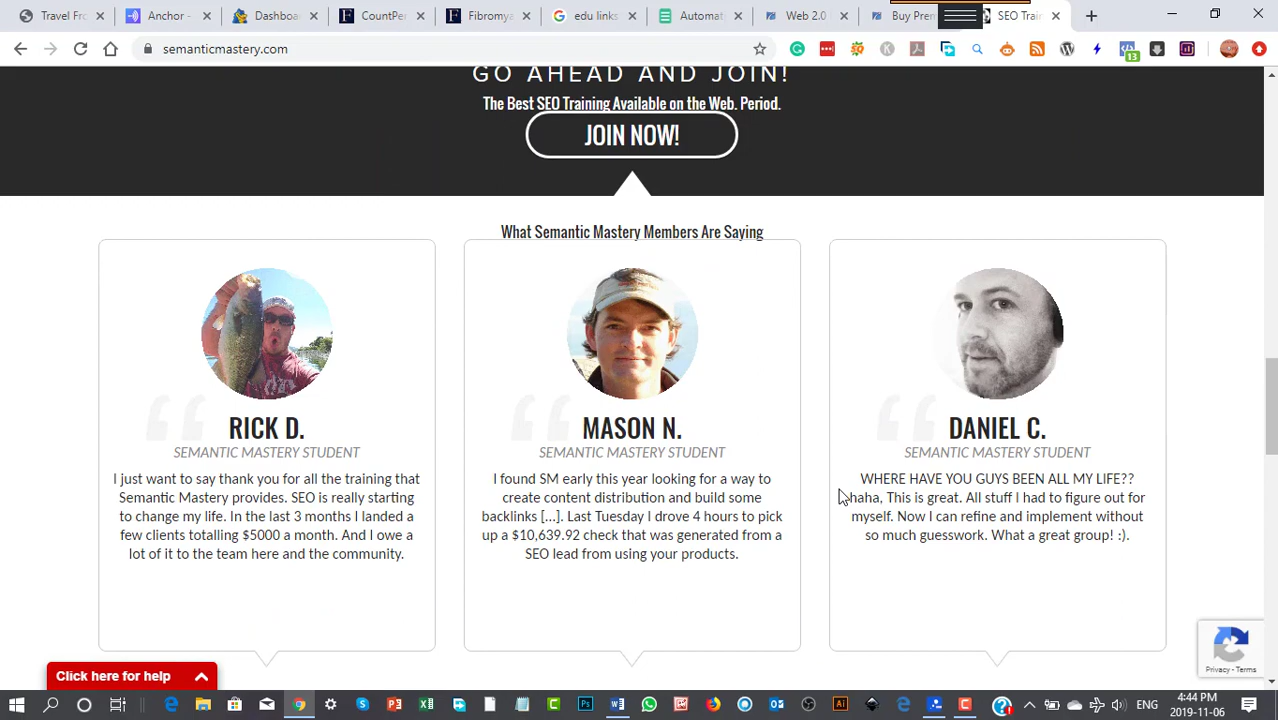 Travel Fro
Anchor -
Dashbo
CountPe
Fibromy
edu links
Automat
Web 2.0
Buy Pren
SEO Trai
semanticmastery.com
13
GO AHEAD AND JOIN!
The Best SEO Training Available on the Web. Period.
JOIN NOW!
What Semantic Mastery Members Are Saying
RICK D.
SEMANTIC MASTERY STUDENT
I just want to say thank you for all the training that
Semantic Mastery provides. SEO is really starting
to change my life. In the last 3 months I landed a
few clients totalling $5000 a month. And I owe a
lot of it to the team here and the community.
MASON N.
SEMANTIC MASTERY STUDENT
I found SM early this year looking for a way to
create content distribution and build some
backlinks [...]. Last Tuesday I drove 4 hours to pick
up a $10,639.92 check that was generated from a
SEO lead from using your products.
DANIEL C.
SEMANTIC MASTERY STUDENT
WHERE HAVE YOU GUYS BEEN ALL MY LIFE??
haha, This is great. All stuff I had to figure out for
myself. Now I can refine and implement without
so much guesswork. What a great group! :).
Privacy - Terms
Click here for help
ENG
4:44 PM
2019-11-06